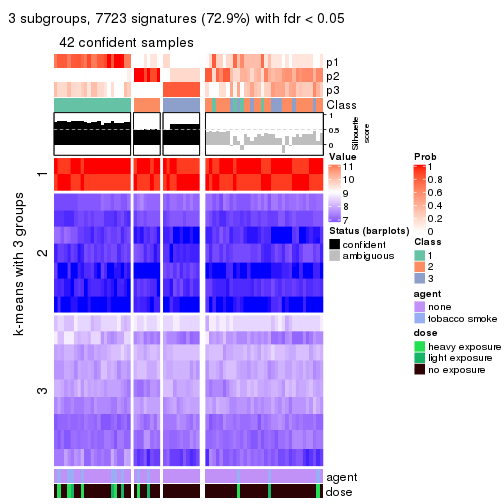 3 subgroups, 7723 signatures (72.9%) with fdr < 0.05
42 confident samples
p1
p2
p3
Class
1
0.5
0
Silhouette
score
k-means with 3 groups
1
2
3
agent
dose
Value
11
10
9
8
7
Status (barplots)
confident
ambiguous
Prob
1
0.8
0.6
0.4
0.2
0
Class
1
2
3
agent
none
tobacco smoke
dose
heavy exposure
light exposure
no exposure